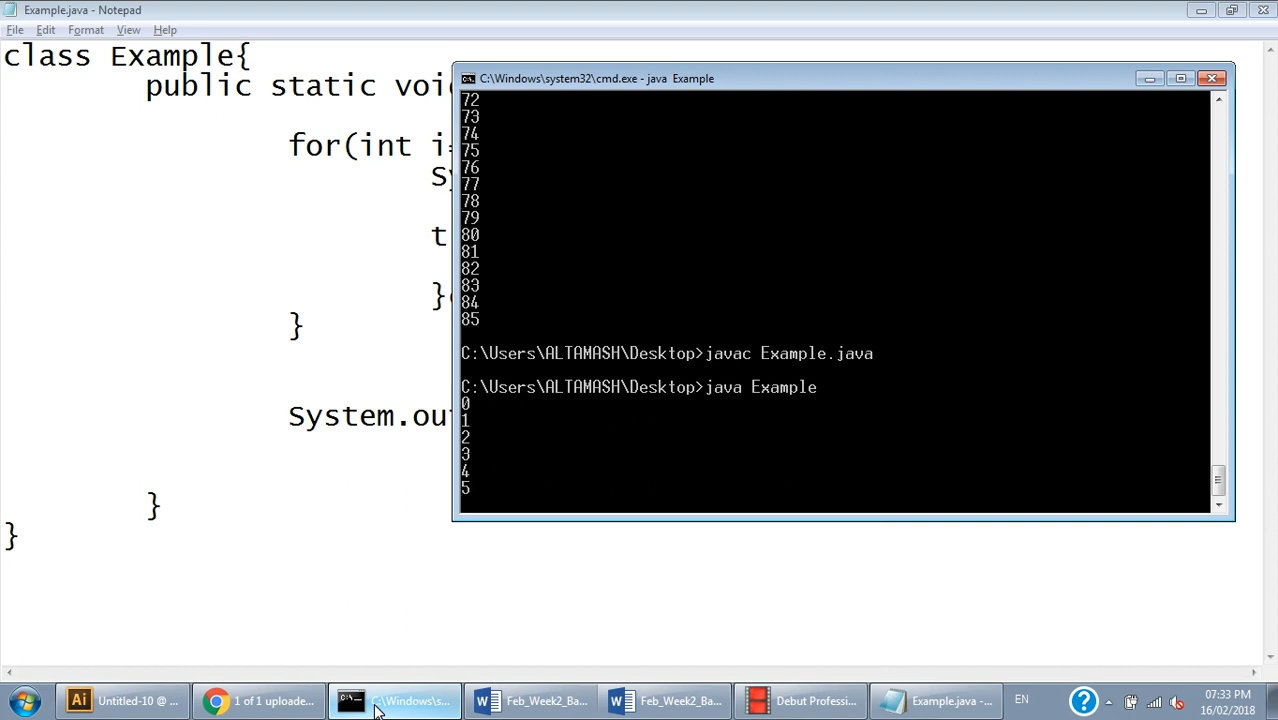 Example.java - Notepad
File Edit Format View Help
class Example{
public static voi
for(int i=
Sy
t
}
}
System.out
}
}
C:\Windows\system32\cmd.exe - java Example
72
73
74
75
76
77
78
79
80
81
82
83
84
85
C:\Users\ALTAMASH\Desktop>javac Example.java
C:\Users\ALTAMASH\Desktop>java Example
0
1
2
3
4
5
Untitled-10 @ ...
1 of 1 uploade...
C:\Windows\s...
Feb_Week2_Ba...
Feb_Week2_Ba...
Debut Professi...
Example.java -...
EN
07:33 PM
16/02/2018